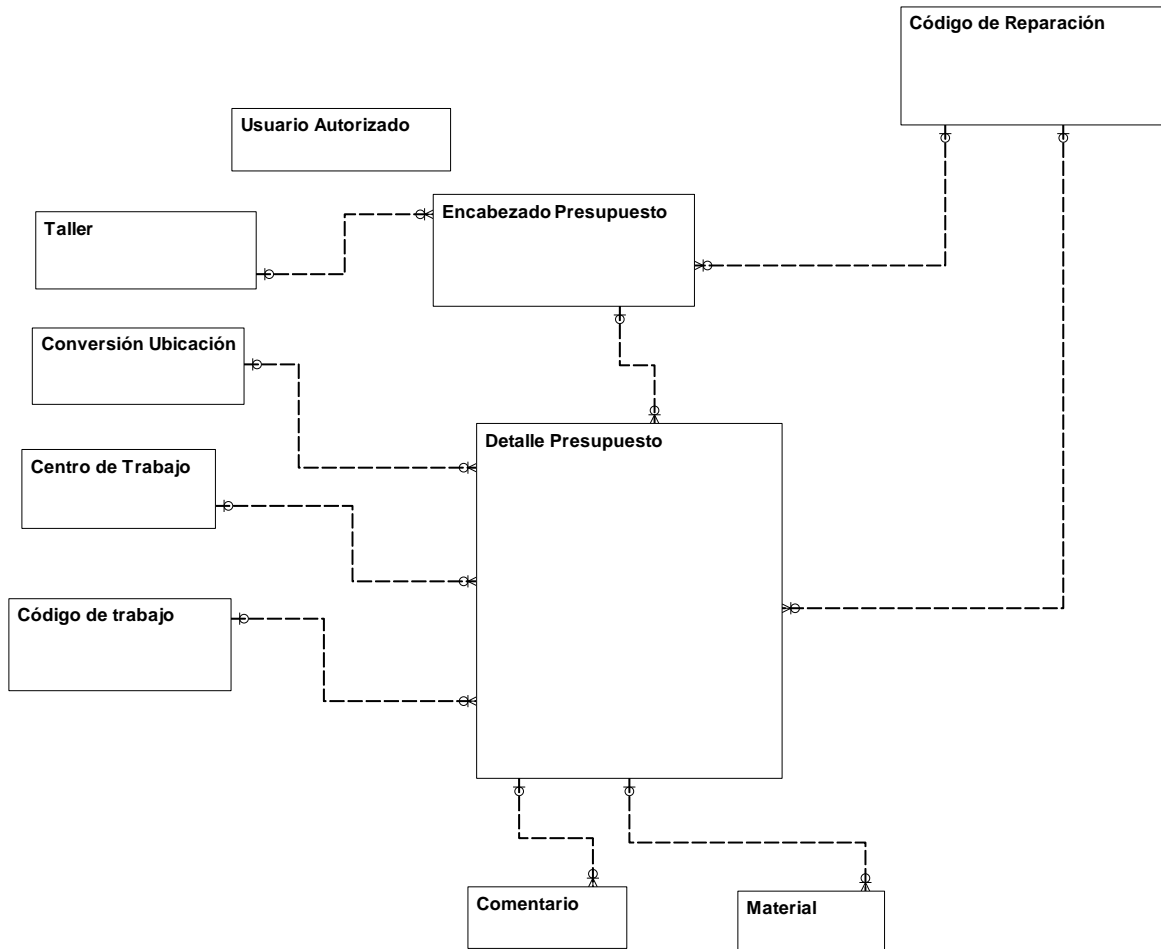 Código de Reparación
Usuario Autorizado
Encabezado Presupuesto
Taller
Conversión Ubicación
Detalle Presupuesto
Centro de Trabajo
Código de trabajo
Comentario
Material